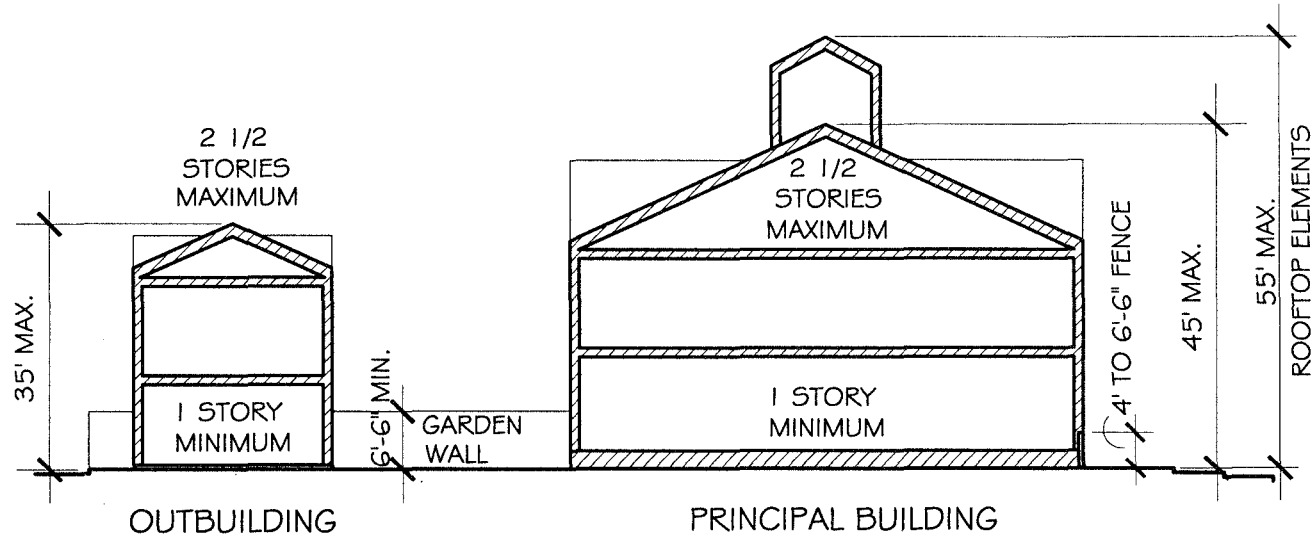 2 1/2
STORIES
MAXIMUM
35' MAX.
1 STORY
MINIMUM
6'-6" MIN.
GARDEN
WALL
OUTBUILDING
2 1/2
STORIES
MAXIMUM
1 STORY
MINIMUM
4' TO 6'-6" FENCE
45' MAX.
55' MAX.
ROOFTOP ELEMENTS
PRINCIPAL BUILDING